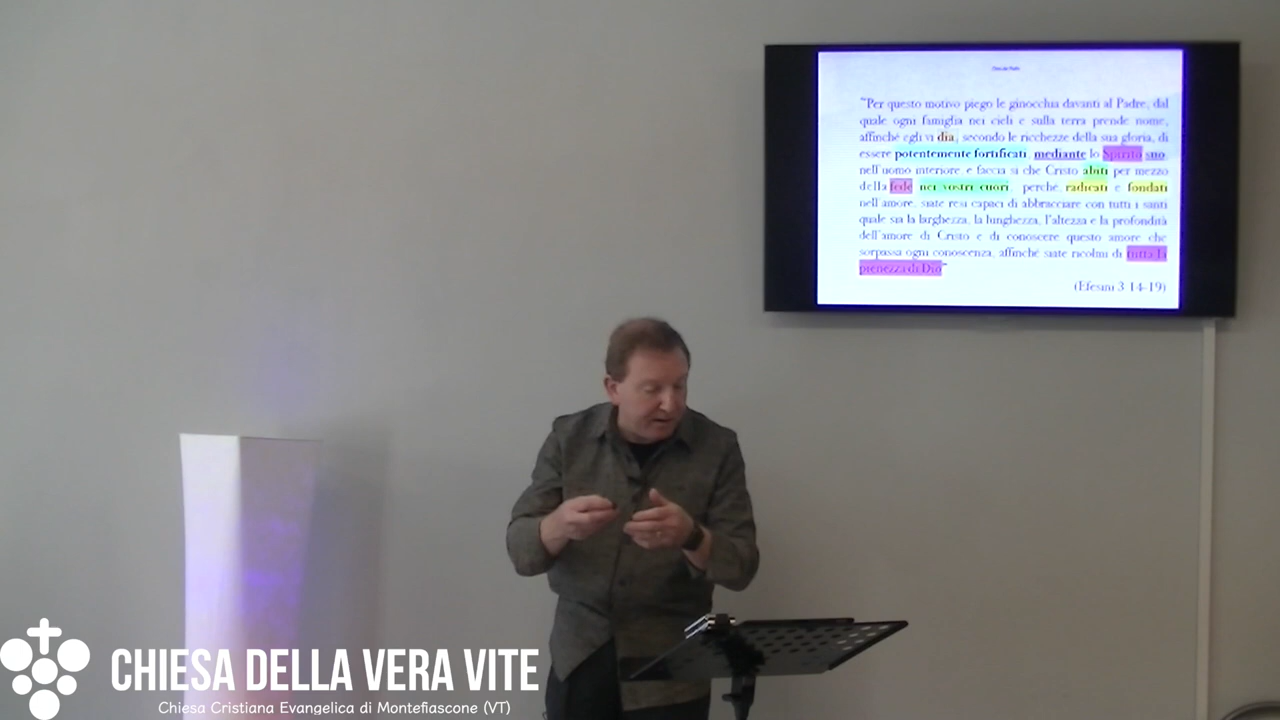 "Per questo motivo piego le ginocchia davanti al Padre, dal
quale ogni famiglia nei cieli e sulla terra prende nome,
affinché egli vi dia, secondo le ricchezze della sua gloria, di
essere potentemente fortificati, mediante lo Spirito suo,
nell'uomo interiore, e faccia sì che Cristo abiti per mezzo
della fede nei vostri cuori, perché, radicati e fondati
nell'amore, siate resi capaci di abbracciare con tutti i santi
quale sia la larghezza, la lunghezza, l'altezza e la profondità
dell'amore di Cristo e di conoscere questo amore che
sorpassa ogni conoscenza, affinché siate ricolmi di tutta la
pienezza di Dio"
(Efesini 3 14-19)
CHIESA DELLA VERA VITE
Chiesa Cristiana Evangelica di Montefiascone (VT)